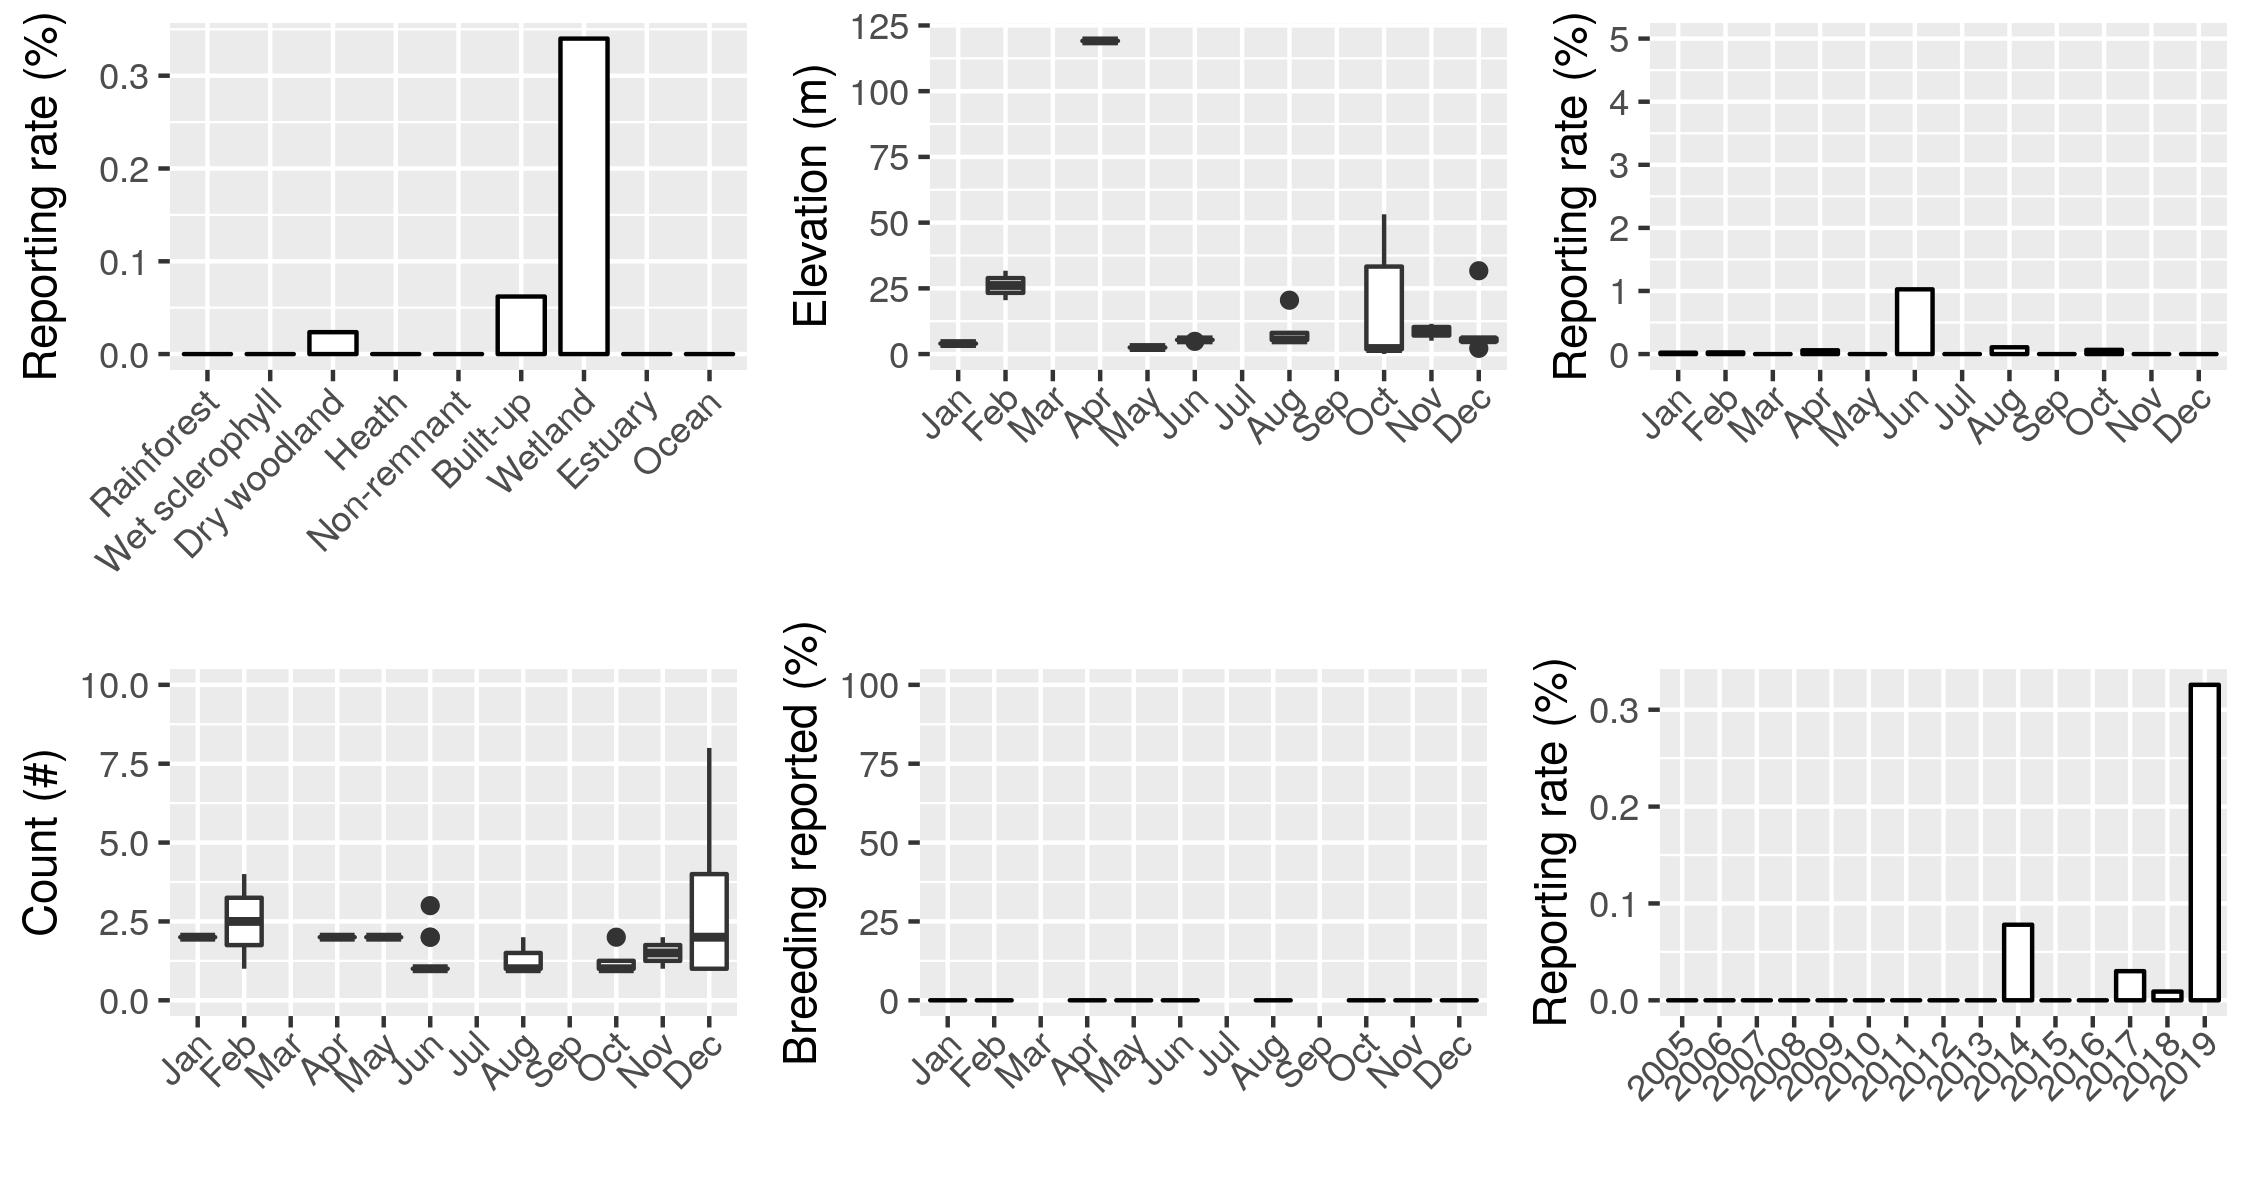 Reporting rate (%)
0.3
0.2
0.1
0.0
Rainforest
Wet sclerophyll
Dry woodland
Heath
Non-remnant
Built-up
Wetland
Estuary
Ocean
Elevation (m)
125
100
75
50
25
0
Jan
Feb
Mar
Apr
May
Jun
Jul
Aug
Sep
Oct
Nov
Dec
Reporting rate (%)
5
4
3
2
1
0
Jan
Feb
Mar
Apr
May
Jun
Jul
Aug
Sep
Oct
Nov
Dec
Count (#)
10.0
7.5
5.0
2.5
0.0
Jan
Feb
Mar
Apr
May
Jun
Jul
Aug
Sep
Oct
Nov
Dec
Breeding reported (%)
100
75
50
25
0
Jan
Feb
Mar
Apr
May
Jun
Jul
Aug
Sep
Oct
Nov
Dec
Reporting rate (%)
0.3
0.2
0.1
0.0
2005
2006
2007
2008
2009
2010
2011
2012
2013
2014
2015
2016
2017
2018
2019